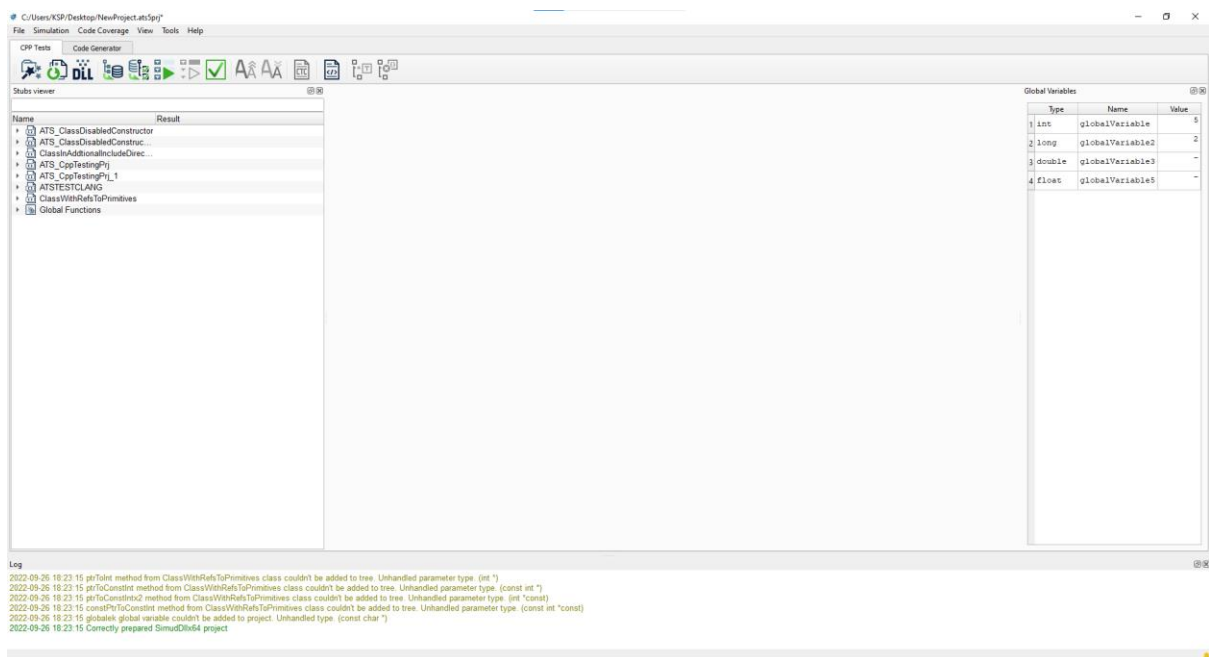 C:/Users/KSP/Desktop/NewProject.ats5prj*
File Simulation Code Coverage View Tools Help
CPP Tests Code Generator
DLL CTC
Stubs viewer
Name Result
ATS_ClassDisabledConstructor
ATS_ClassDisabledConstruc...
ClassInAddtionalIncludeDirec...
ATS_CppTestingPrj
ATS_CppTestingPrj_1
ATSTESTCLANG
ClassWithRefsToPrimitives
Global Functions
Global Variables
Type Name Value
1 int globalVariable 5
2 long globalVariable2 2
3 double globalVariable3 -
4 float globalVariable5 -
Log
2022-09-26 18:23:15 ptrToInt method from ClassWithRefsToPrimitives class couldn't be added to tree. Unhandled parameter type. (int *)
2022-09-26 18:23:15 ptrToConstInt method from ClassWithRefsToPrimitives class couldn't be added to tree. Unhandled parameter type. (const int *)
2022-09-26 18:23:15 ptrToConstIntx2 method from ClassWithRefsToPrimitives class couldn't be added to tree. Unhandled parameter type. (int *const)
2022-09-26 18:23:15 constPtrToConstInt method from ClassWithRefsToPrimitives class couldn't be added to tree. Unhandled parameter type. (const int *const)
2022-09-26 18:23:15 globalek global variable couldn't be added to project. Unhandled type. (const char *)
2022-09-26 18:23:15 Correctly prepared SimudDllx64 project